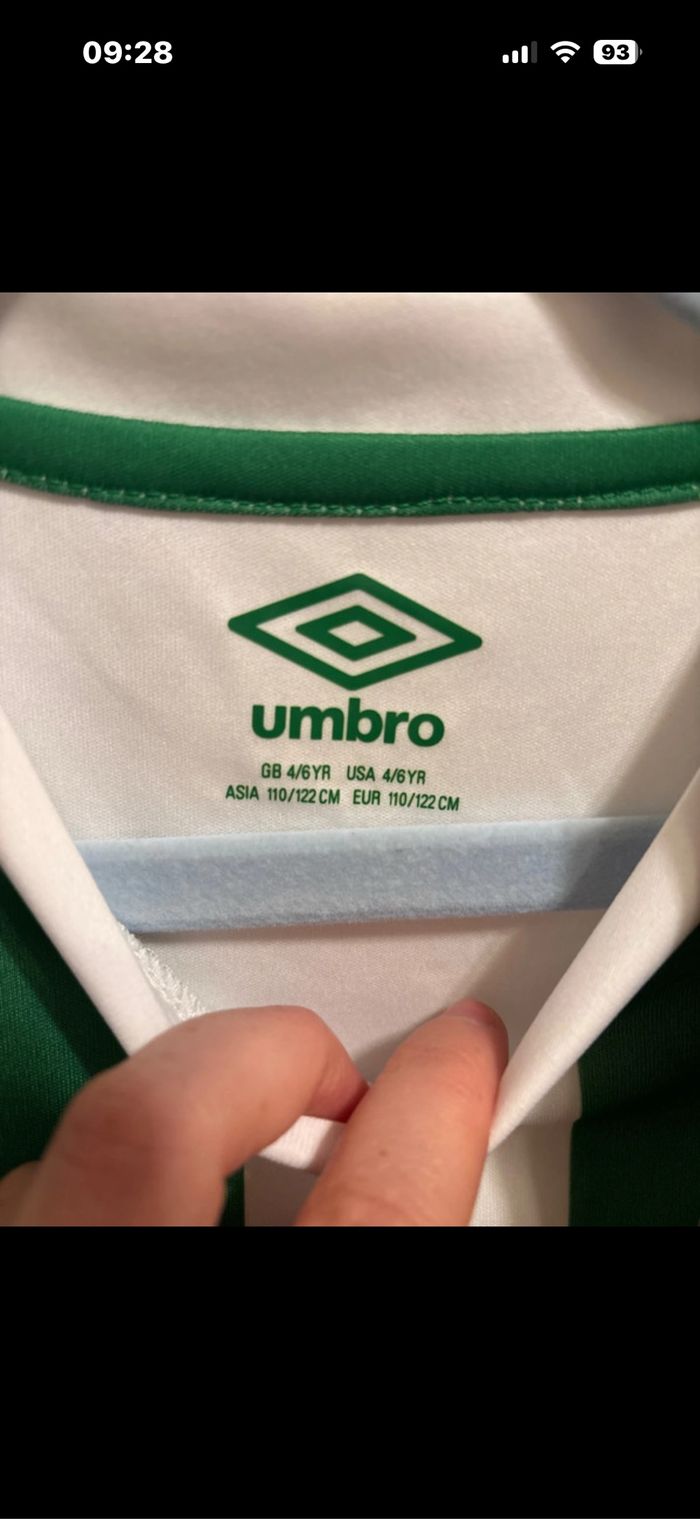 09:28
93
umbro
GB 4/6YR USA 4/6YR
ASIA 110/122 CM EUR 110/122 CM